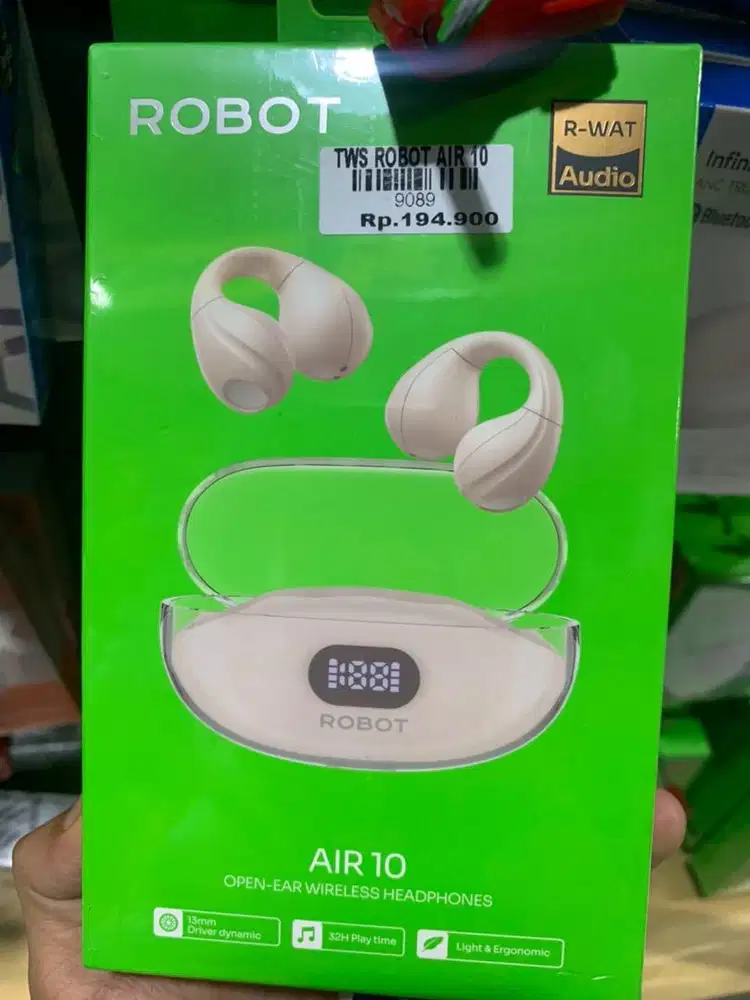 ROBOT
R-WAT
Audio
TWS ROBOT AIR 10
9089
Rp.194.900
188
ROBOT
AIR 10
OPEN-EAR WIRELESS HEADPHONES
13mm
Driver dynamic
32H Play time
Light & Ergonomic